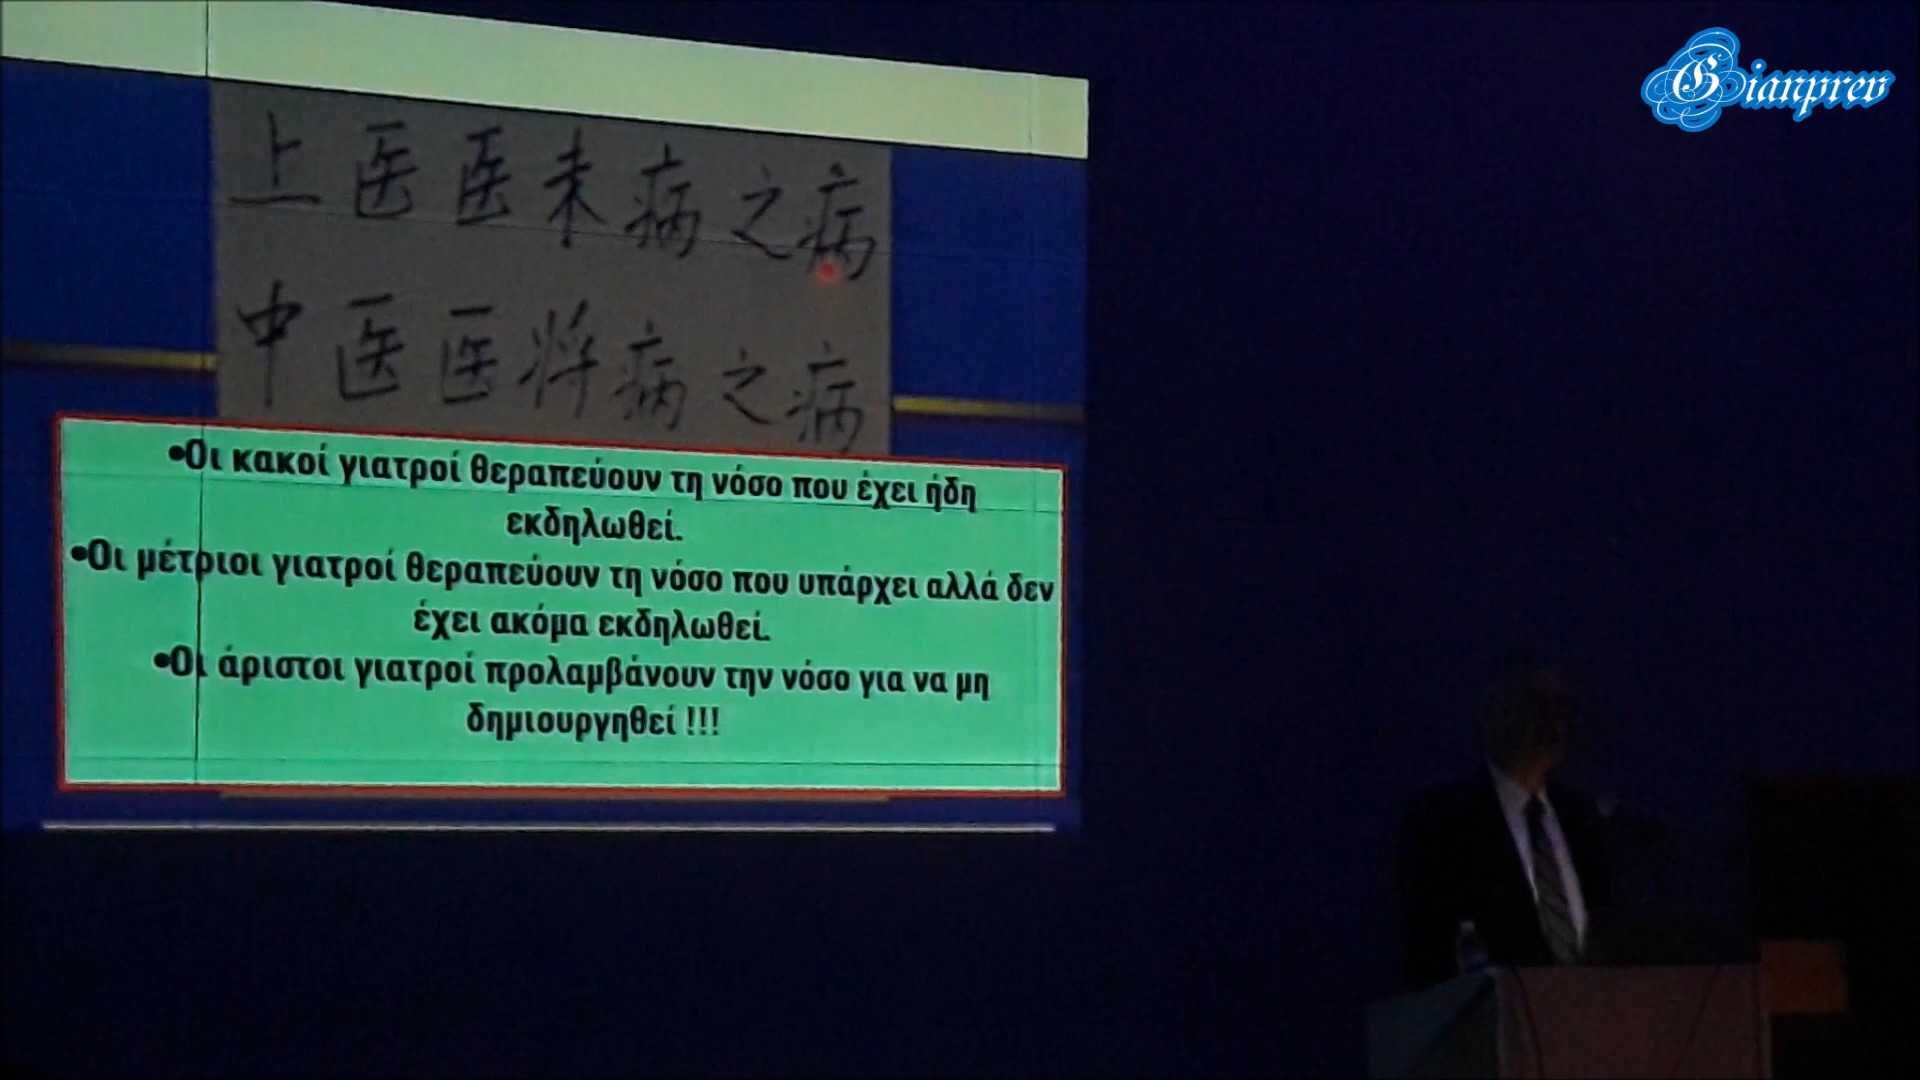 Gianprev
上医医未病之病
中医医将病之病
•Οι κακοί γιατροί θεραπεύουν τη νόσο που έχει ήδη
εκδηλωθεί.
•Οι μέτριοι γιατροί θεραπεύουν τη νόσο που υπάρχει αλλά δεν
έχει ακόμα εκδηλωθεί.
•Οι άριστοι γιατροί προλαμβάνουν την νόσο για να μη
δημιουργηθεί !!!